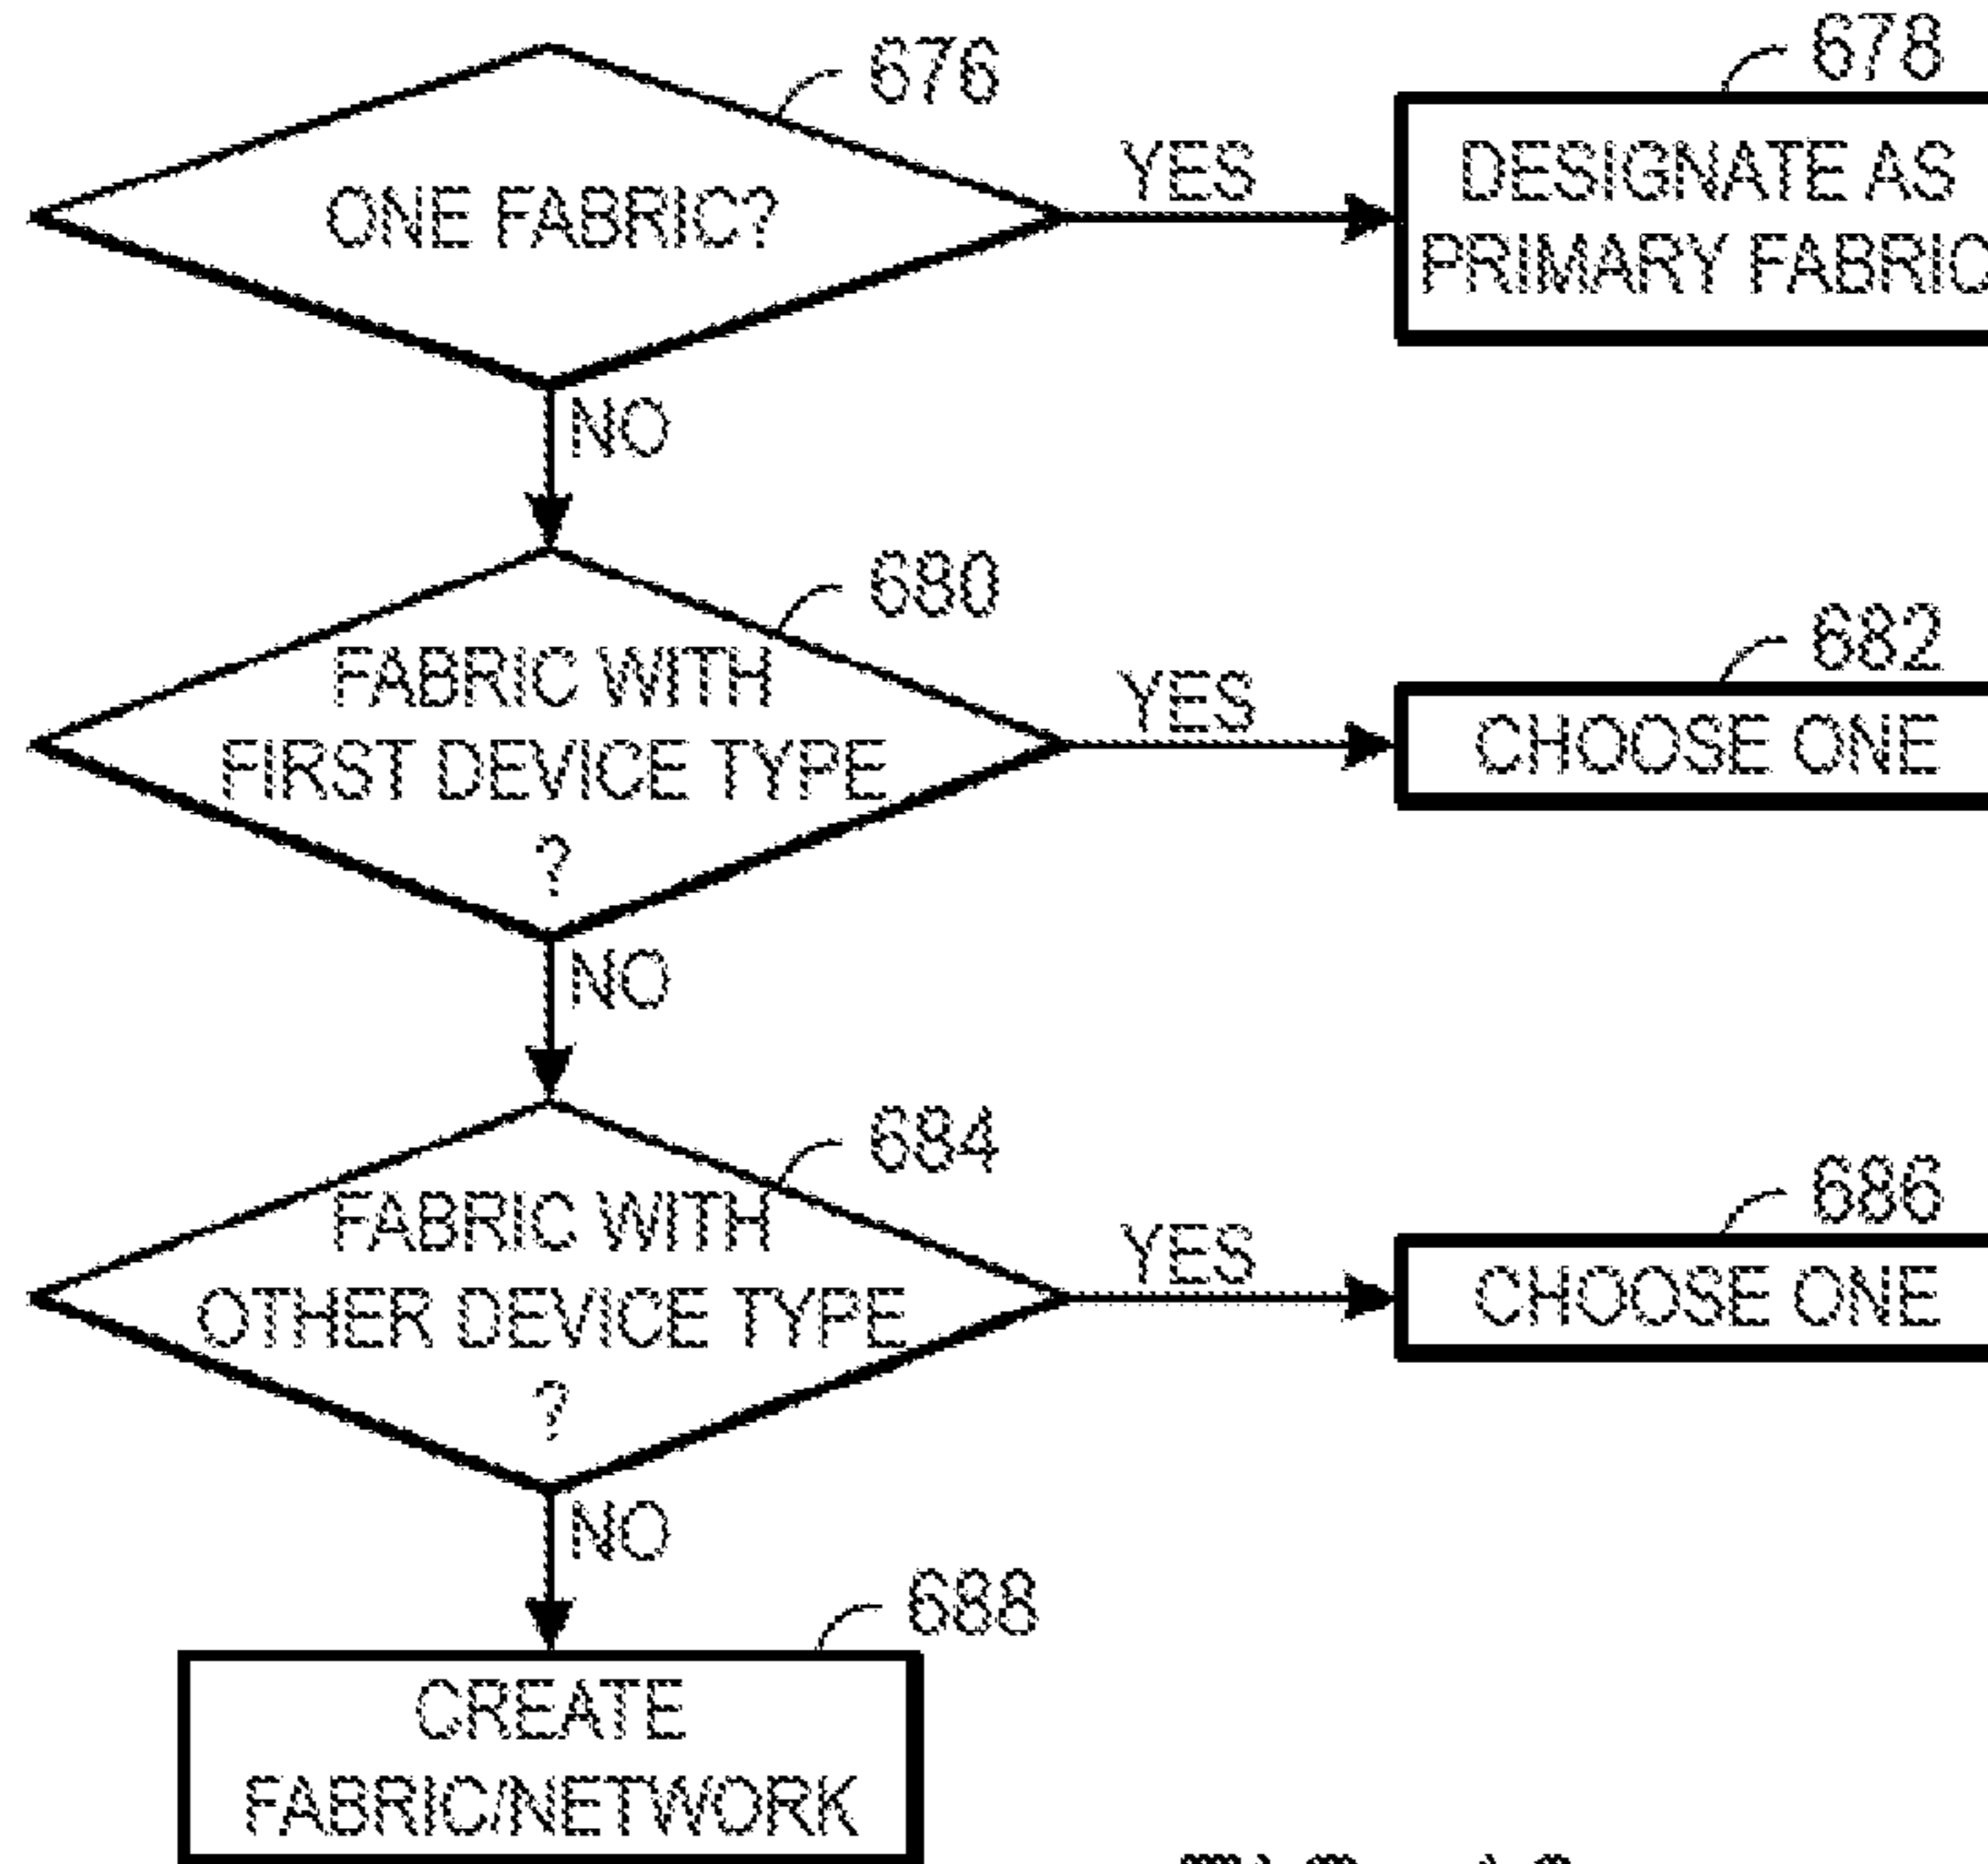 676
ONE FABRIC?
YES
678
DESIGNATE AS
PRIMARY FABRIC
NO
680
FABRIC WITH
FIRST DEVICE TYPE
?
YES
682
CHOOSE ONE
NO
684
FABRIC WITH
OTHER DEVICE TYPE
?
YES
686
CHOOSE ONE
NO
688
CREATE
FABRIC/NETWORK